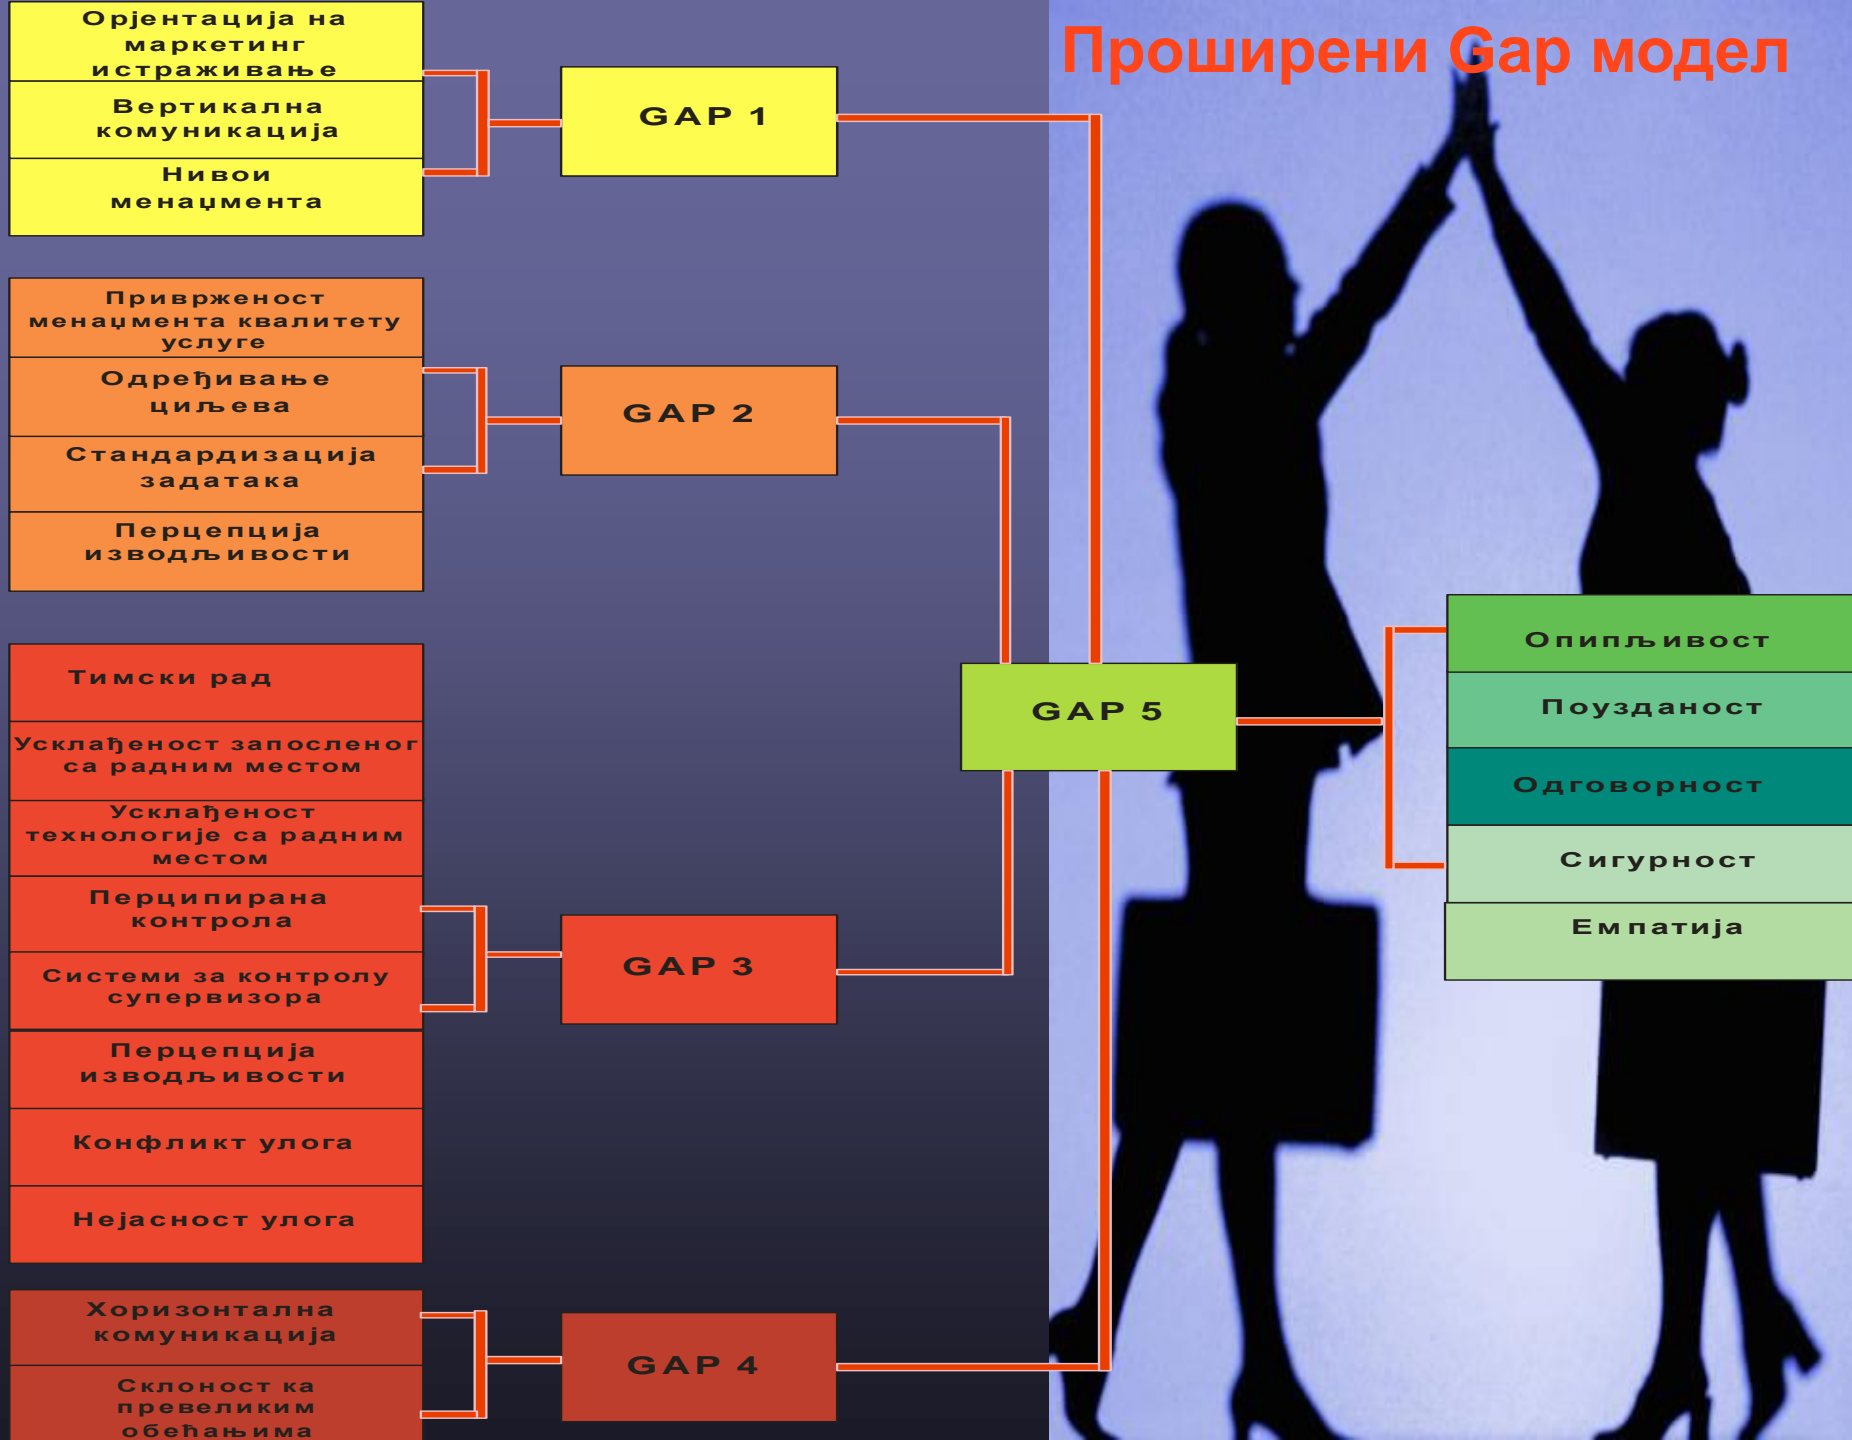 Проширени Gap модел
Орјентација на
маркетинг
истраживање
Вертикална
комуникација
Нивои
менаџмента
GAP 1
Приврженост
менаџмента квалитету
услуге
Одређивање
циљева
Стандардизација
задатака
Перцепција
изводљивости
GAP 2
Тимски рад
Усклађеност запосленог
са радним местом
Усклађеност
технологије са радним
местом
Перципирана
контрола
Системи за контролу
супервизора
Перцепција
изводљивости
Конфликт улога
Нејасност улога
GAP 3
Хоризонтална
комуникација
Склоност ка
превеликим
обећањима
GAP 4
GAP 5
Опипљивост
Поузданост
Одговорност
Сигурност
Емпатија